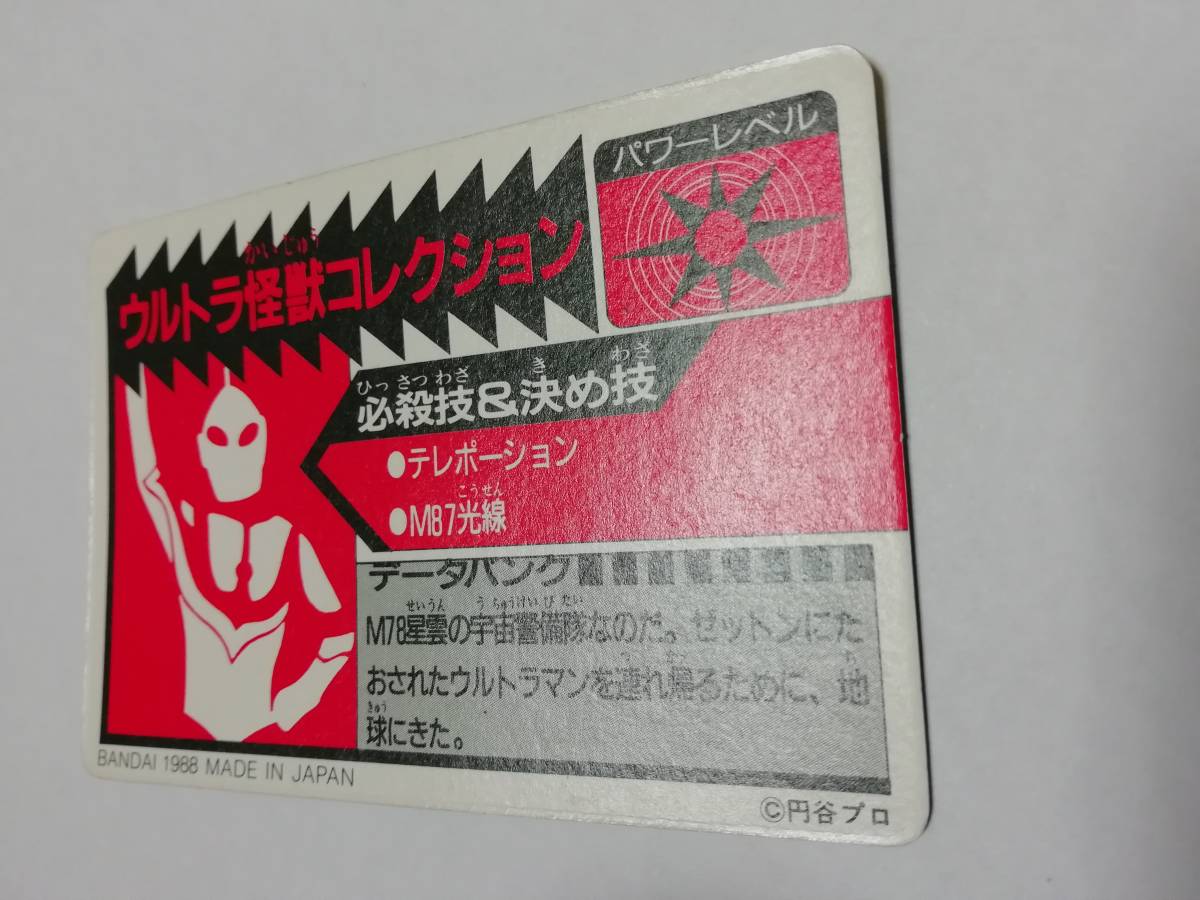 かいじゅう
ウルトラ怪獣コレクション
パワーレベル
ひっさつわざ き わざ
必殺技&決め技
●テレポーション
こうせん
●M87光線
データバンク
せいうん うちゅうけいびたい
M78星雲の宇宙警備隊なのだ。ゼットンにた
つ かえ
おされたウルトラマンを連れ帰るために、地
ち
きゅう
球にきた。
BANDAI 1988 MADE IN JAPAN
©円谷プロ